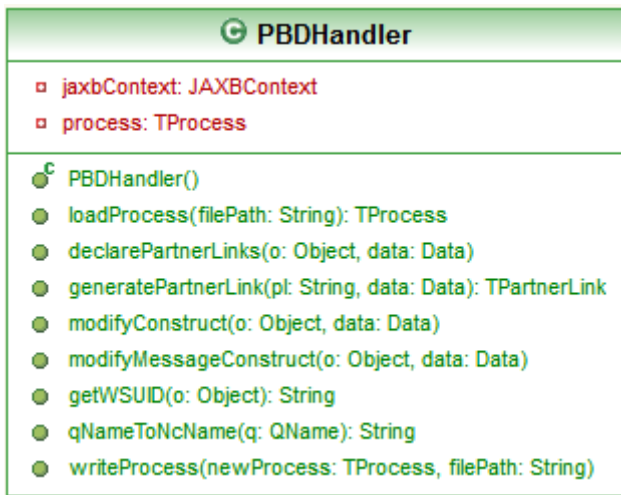 C PBDHandler
jaxbContext: JAXBContext
process: TProcess
C PBDHandler()
loadProcess(filePath: String): TProcess
declarePartnerLinks(o: Object, data: Data)
generatePartnerLink(pl: String, data: Data): TPartnerLink
modifyConstruct(o: Object, data: Data)
modifyMessageConstruct(o: Object, data: Data)
getWSUID(o: Object): String
qNameToNcName(q: QName): String
writeProcess(newProcess: TProcess, filePath: String)